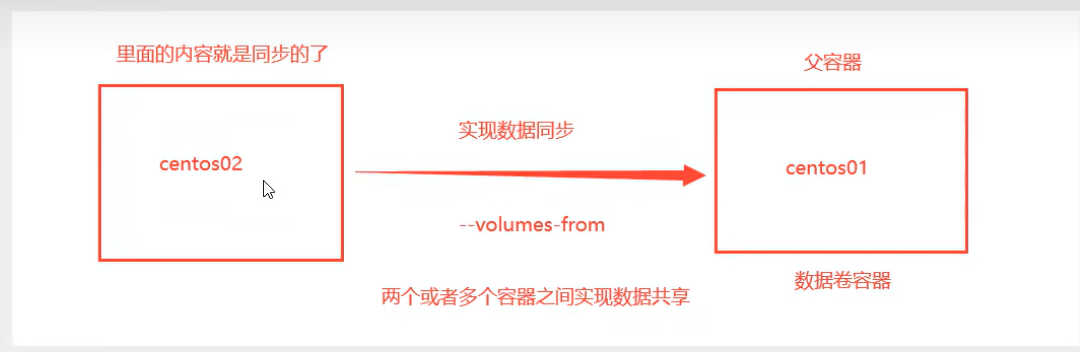 里面的内容就是同步的了
父容器
实现数据同步
centos02
centos01
--volumes-from
数据卷容器
两个或者多个容器之间实现数据共享